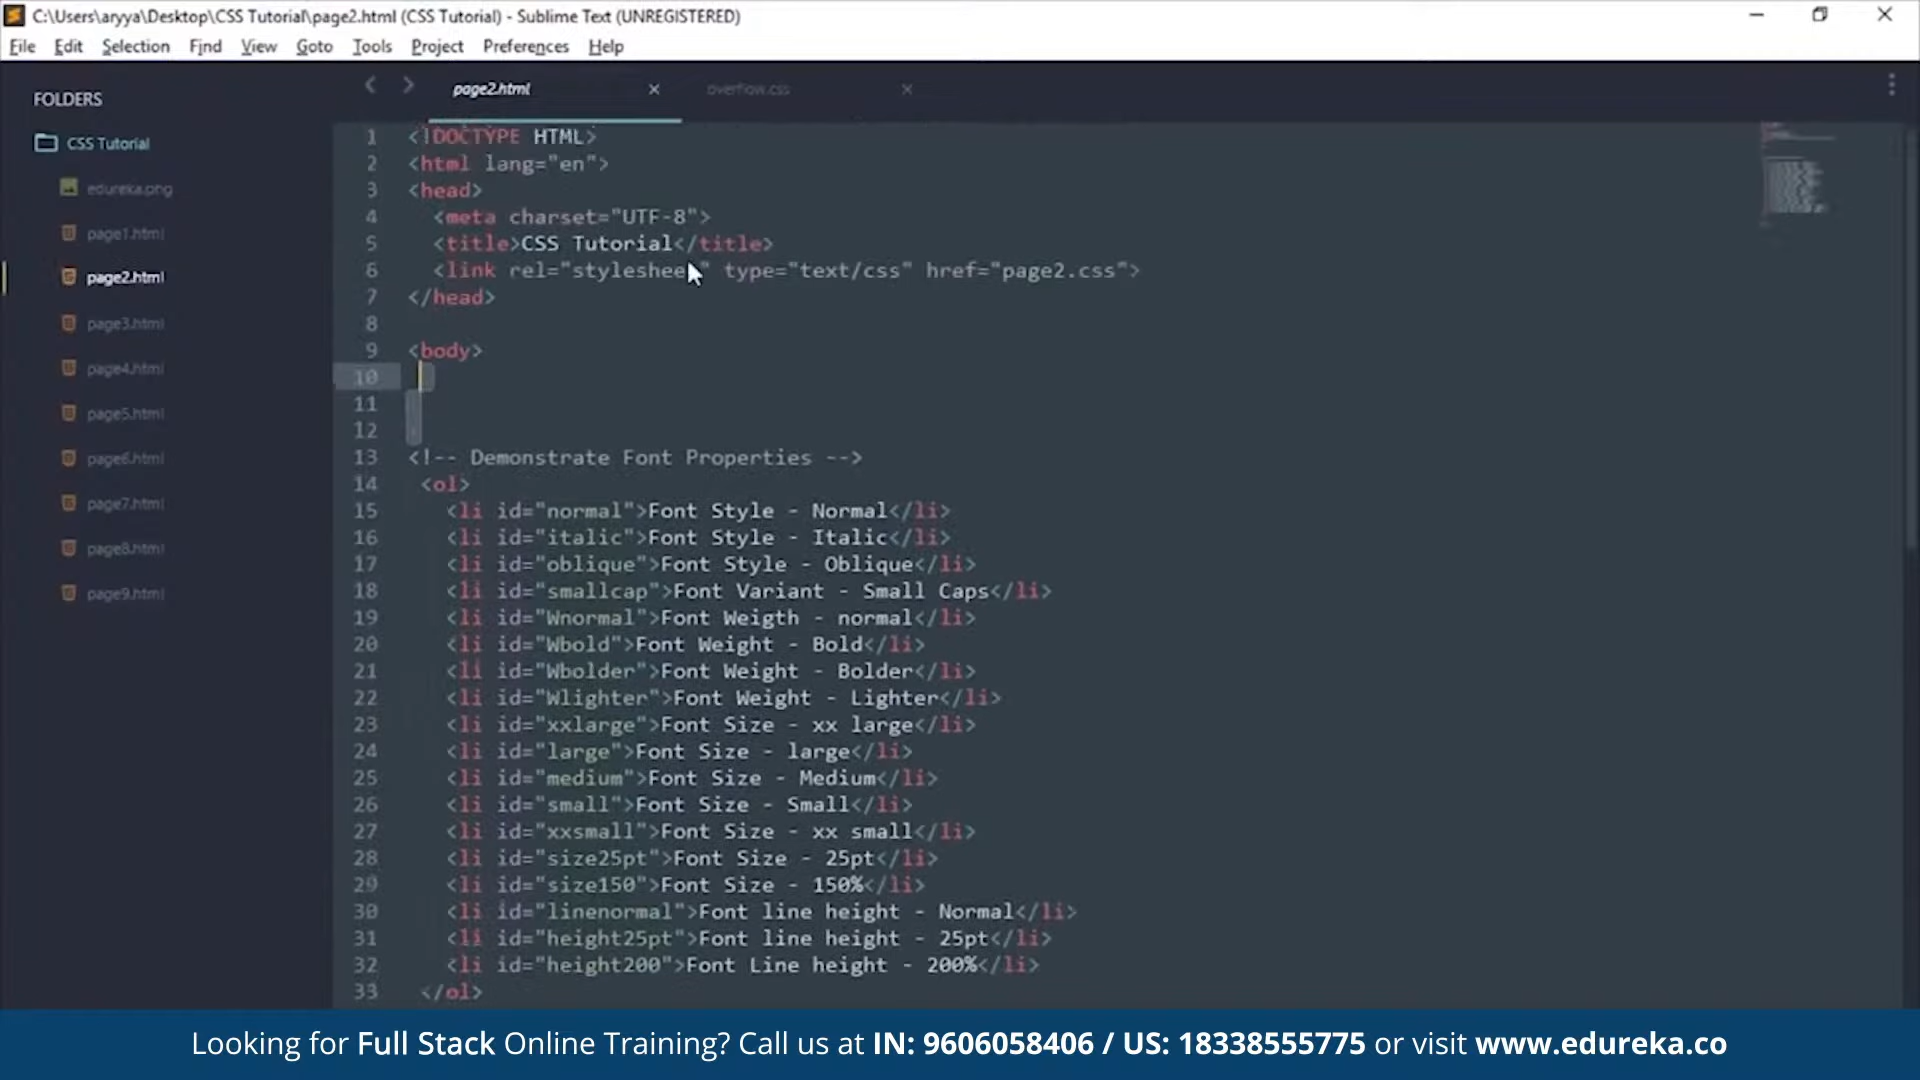 C:\Users\aryya\Desktop\CSS Tutorial\page2.html (CSS Tutorial) - Sublime Text (UNREGISTERED)
File Edit Selection Find View Goto Tools Project Preferences Help
FOLDERS
CSS Tutorial
edureka.png
page1.html
page2.html
page3.html
page4.html
page5.html
page6.html
page7.html
page8.html
page9.html
page2.html overflow.css
1 <!DOCTYPE HTML>
2 <html lang="en">
3 <head>
4 <meta charset="UTF-8">
5 <title>CSS Tutorial</title>
6 <link rel="stylesheet" type="text/css" href="page2.css">
7 </head>
8
9 <body>
10
11
12
13 <!-- Demonstrate Font Properties -->
14 <ol>
15 <li id="normal">Font Style - Normal</li>
16 <li id="italic">Font Style - Italic</li>
17 <li id="oblique">Font Style - Oblique</li>
18 <li id="smallcap">Font Variant - Small Caps</li>
19 <li id="Wnormal">Font Weigth - normal</li>
20 <li id="Wbold">Font Weight - Bold</li>
21 <li id="Wbolder">Font Weight - Bolder</li>
22 <li id="Wlighter">Font Weight - Lighter</li>
23 <li id="xxlarge">Font Size - xx large</li>
24 <li id="large">Font Size - large</li>
25 <li id="medium">Font Size - Medium</li>
26 <li id="small">Font Size - Small</li>
27 <li id="xxsmall">Font Size - xx small</li>
28 <li id="size25pt">Font Size - 25pt</li>
29 <li id="size150">Font Size - 150%</li>
30 <li id="linenormal">Font line height - Normal</li>
31 <li id="height25pt">Font line height - 25pt</li>
32 <li id="height200">Font Line height - 200%</li>
33 </ol>
Looking for Full Stack Online Training? Call us at IN: 9606058406 / US: 18338555775 or visit www.edureka.co